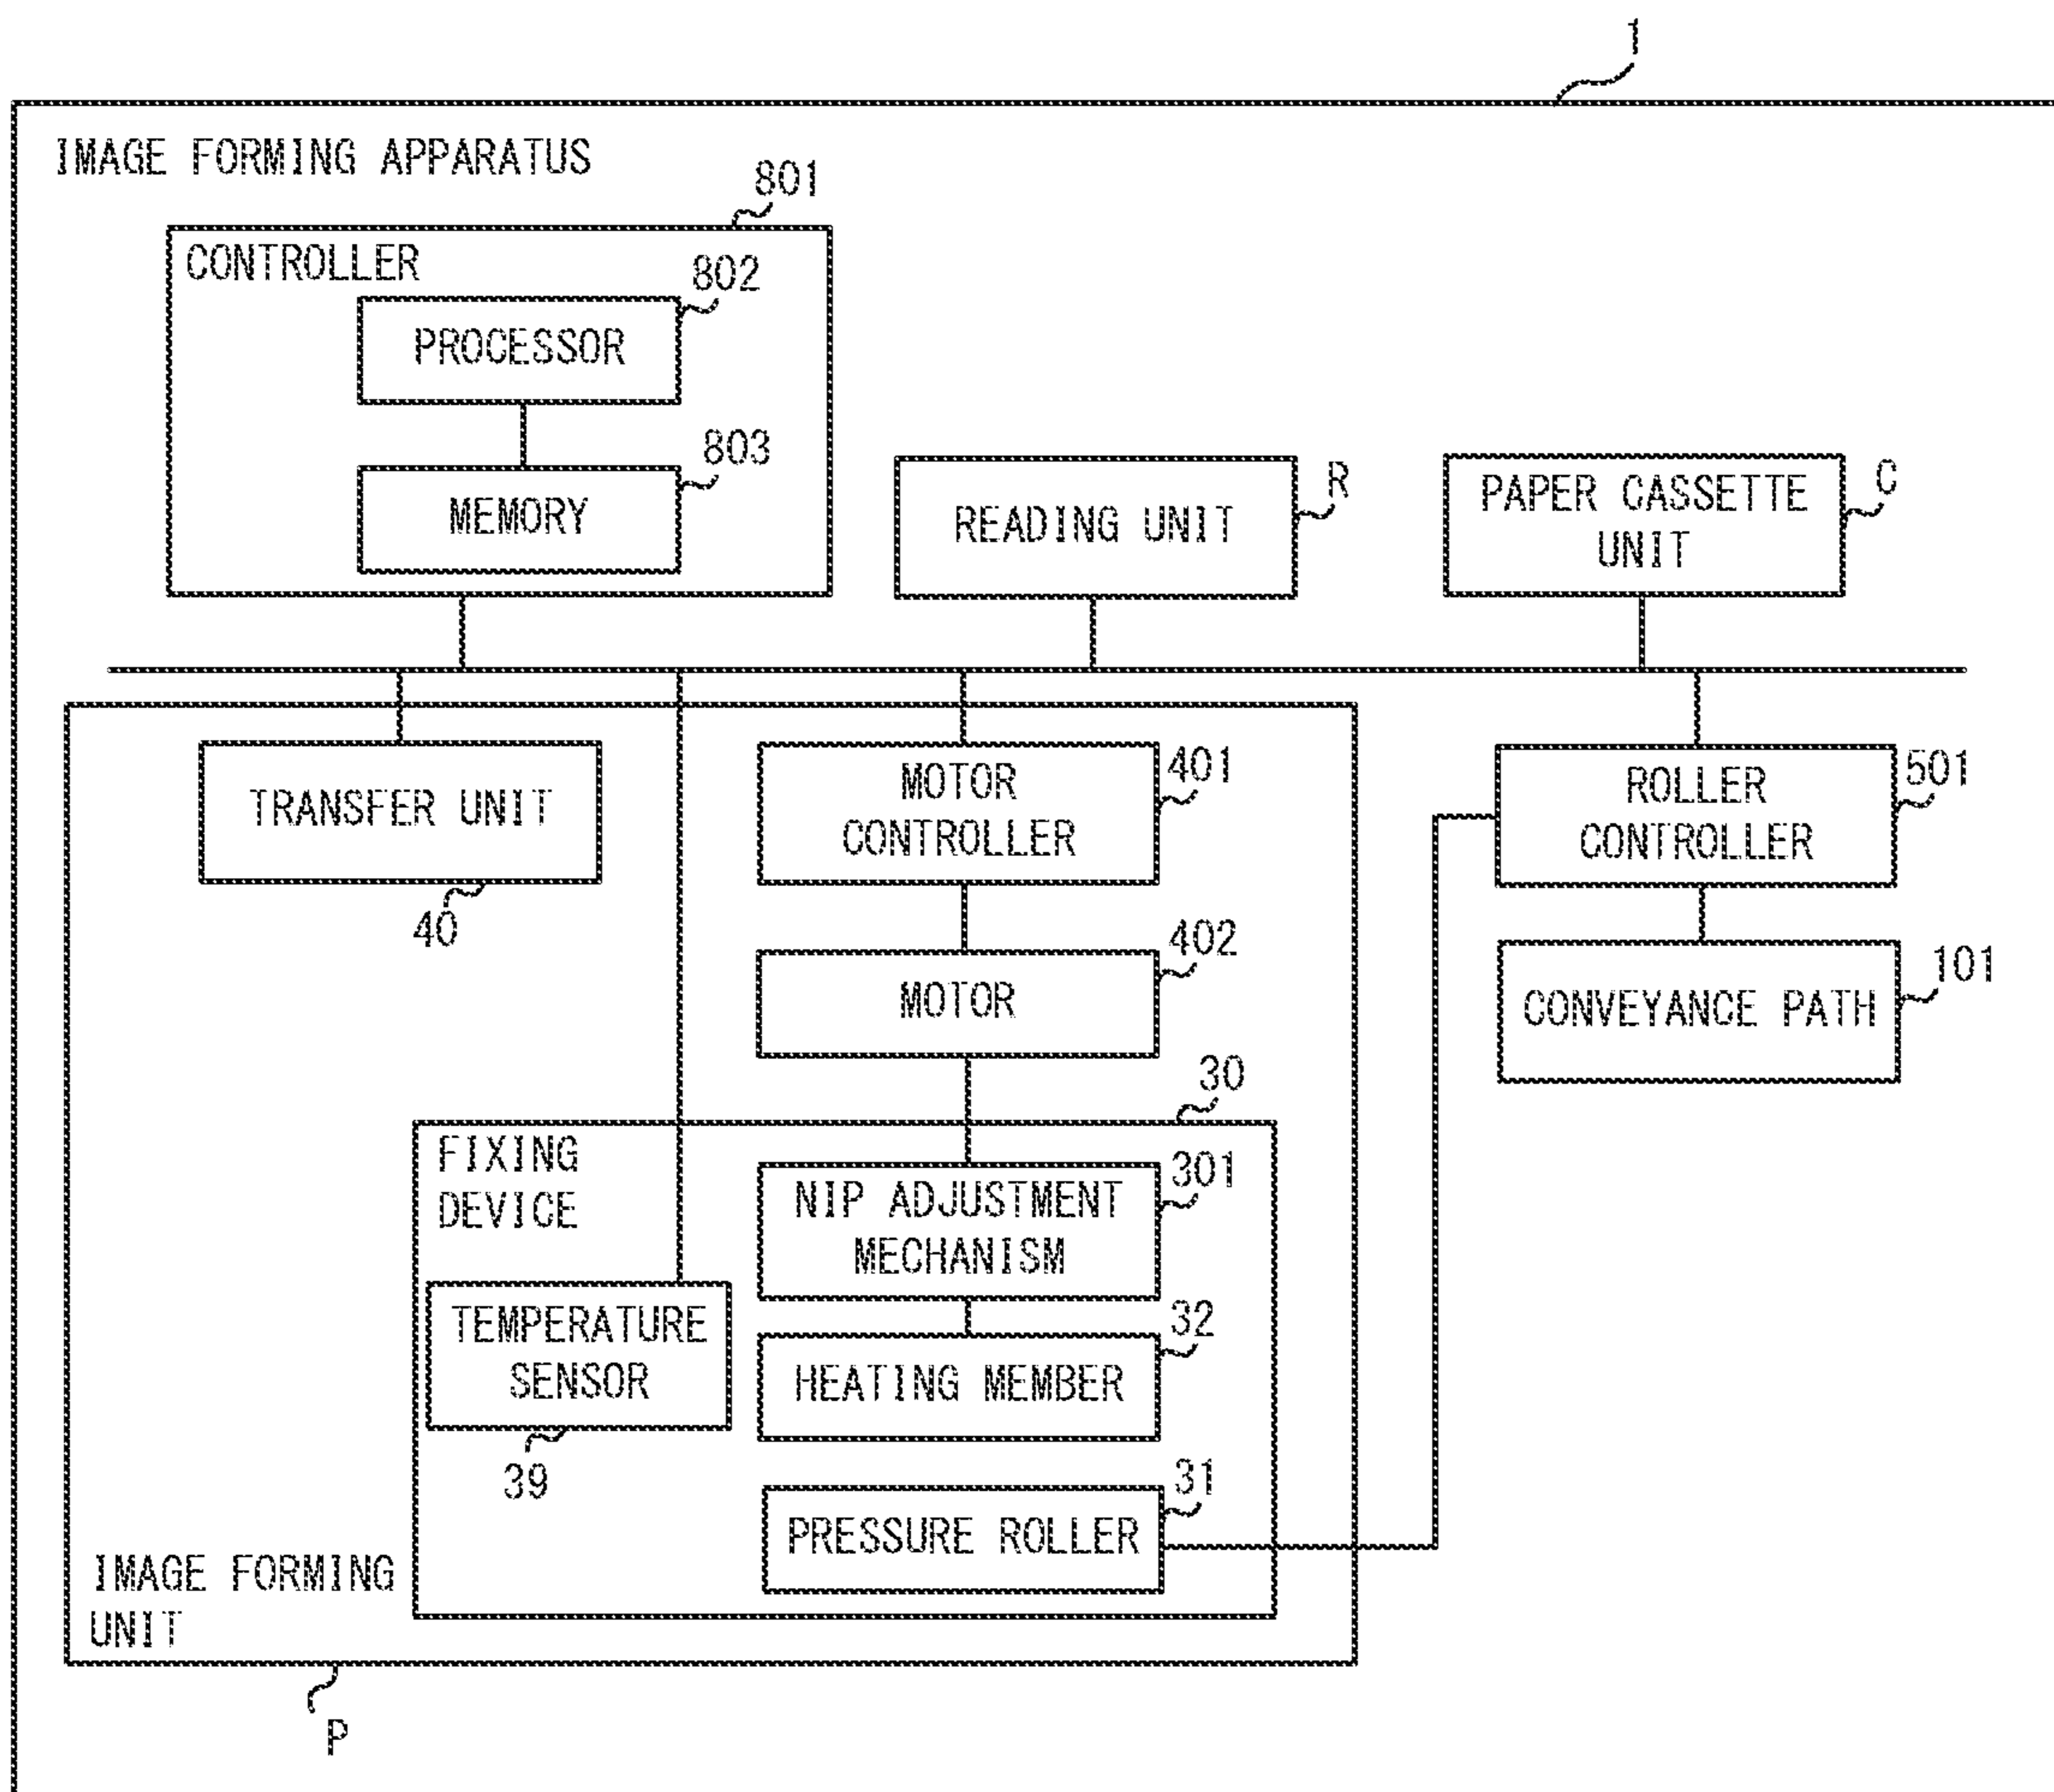 1
IMAGE FORMING APPARATUS
801
CONTROLLER
802
PROCESSOR
803
MEMORY
READING UNIT
R
PAPER CASSETTE
UNIT
C
TRANSFER UNIT
40
MOTOR
CONTROLLER
401
ROLLER
CONTROLLER
501
MOTOR
402
CONVEYANCE PATH
101
30
FIXING
DEVICE
NIP ADJUSTMENT
MECHANISM
301
TEMPERATURE
SENSOR
39
HEATING MEMBER
32
PRESSURE ROLLER
31
IMAGE FORMING
UNIT
P